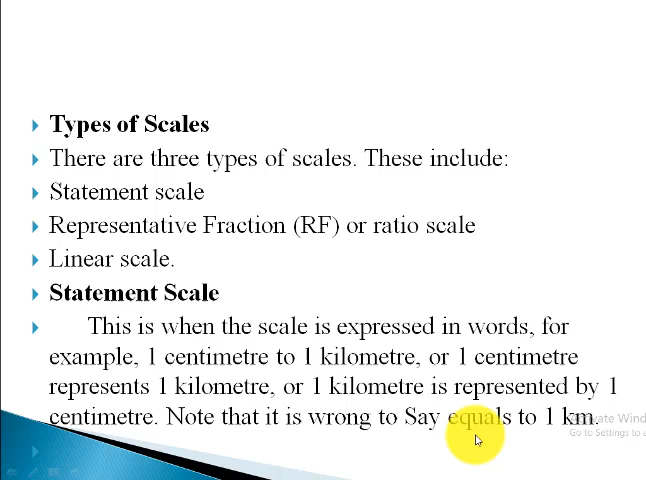 Types of Scales
There are three types of scales. These include:
Statement scale
Representative Fraction (RF) or ratio scale
Linear scale.
Statement Scale
This is when the scale is expressed in words, for
example, 1 centimetre to 1 kilometre, or 1 centimetre
represents 1 kilometre, or 1 kilometre is represented by 1
centimetre. Note that it is wrong to Say equals to 1 km.
Activate Wind
Go to Settings to a